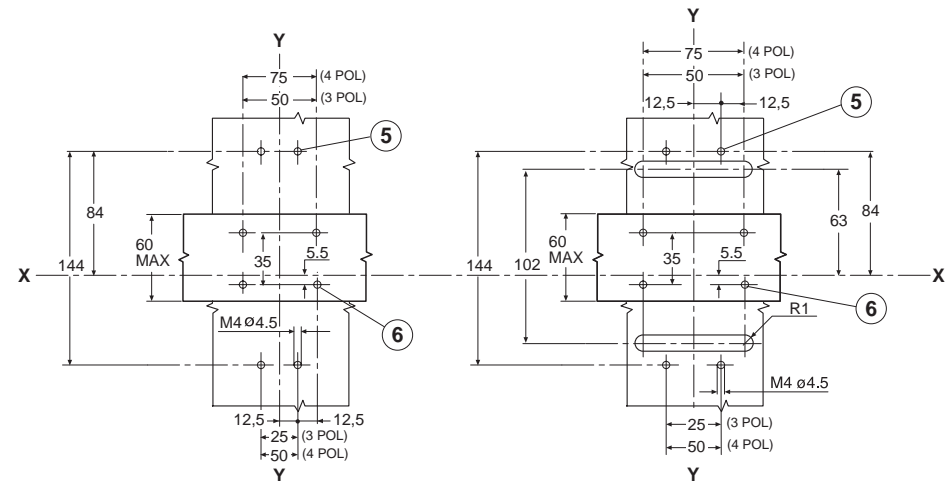 Y
75 (4 POL)
50 (3 POL)
5
84
144
60
MAX
35
5.5
X
6
M4 ø4.5
12,5 12,5
25 (3 POL)
50 (4 POL)
Y
Y
75 (4 POL)
50 (3 POL)
12,5 12,5
5
63
84
144
102
60
MAX
35
5.5
X
X
6
R1
M4 ø4.5
25 (3 POL)
50 (4 POL)
Y